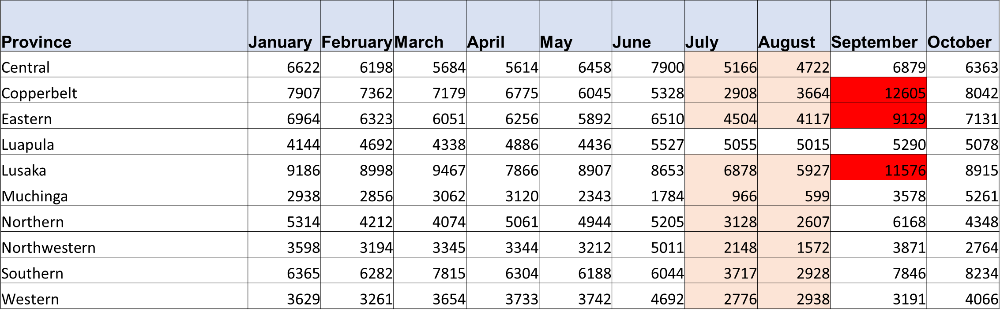 Province January February March April May June July August September October
Central 6622 6198 5684 5614 6458 7900 5166 4722 6879 6363
Copperbelt 7907 7362 7179 6775 6045 5328 2908 3664 12605 8042
Eastern 6964 6323 6051 6256 5892 6510 4504 4117 9129 7131
Luapula 4144 4692 4338 4886 4436 5527 5055 5015 5290 5078
Lusaka 9186 8998 9467 7866 8907 8653 6878 5927 11576 8915
Muchinga 2938 2856 3062 3120 2343 1784 966 599 3578 5261
Northern 5314 4212 4074 5061 4944 5205 3128 2607 6168 4348
Northwestern 3598 3194 3345 3344 3212 5011 2148 1572 3871 2764
Southern 6365 6282 7815 6304 6188 6044 3717 2928 7846 8234
Western 3629 3261 3654 3733 3742 4692 2776 2938 3191 4066